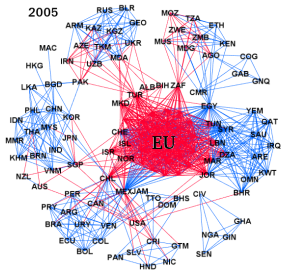 2005
RUS BLR
ARM KAZ KGZ GEO
MOZ TZA
ZWE ETH
MUS ZMB
MDG KEN
AGO COG
GAB
GNQ
MAC AZE TKM UKR
MDA
HKG IRN UZB
LKA BGD PAK
ALB BIH ZAF
TUR CMR
MKD
IDN PHL CHN KOR
THA MYS JPN
MMR
KHM BRN IND
VNM SGP
NZL
AUS
CHE
ISL
ISR
NOR
EU
EGY
TUN
SYR
LBN
DZA
MAR
JOR
YEM
QAT
SAU
IRQ
ARE
KWT
OMN
BHR
CHL
PER
PRY CAN
ARG
BRA URY VEN
ECU COL
BOL
MEX JAM
TTO BHS
DOM
USA
CRI
PAN GTM
SLV NIC
HND
CIV
GHA
NGA GIN
SEN